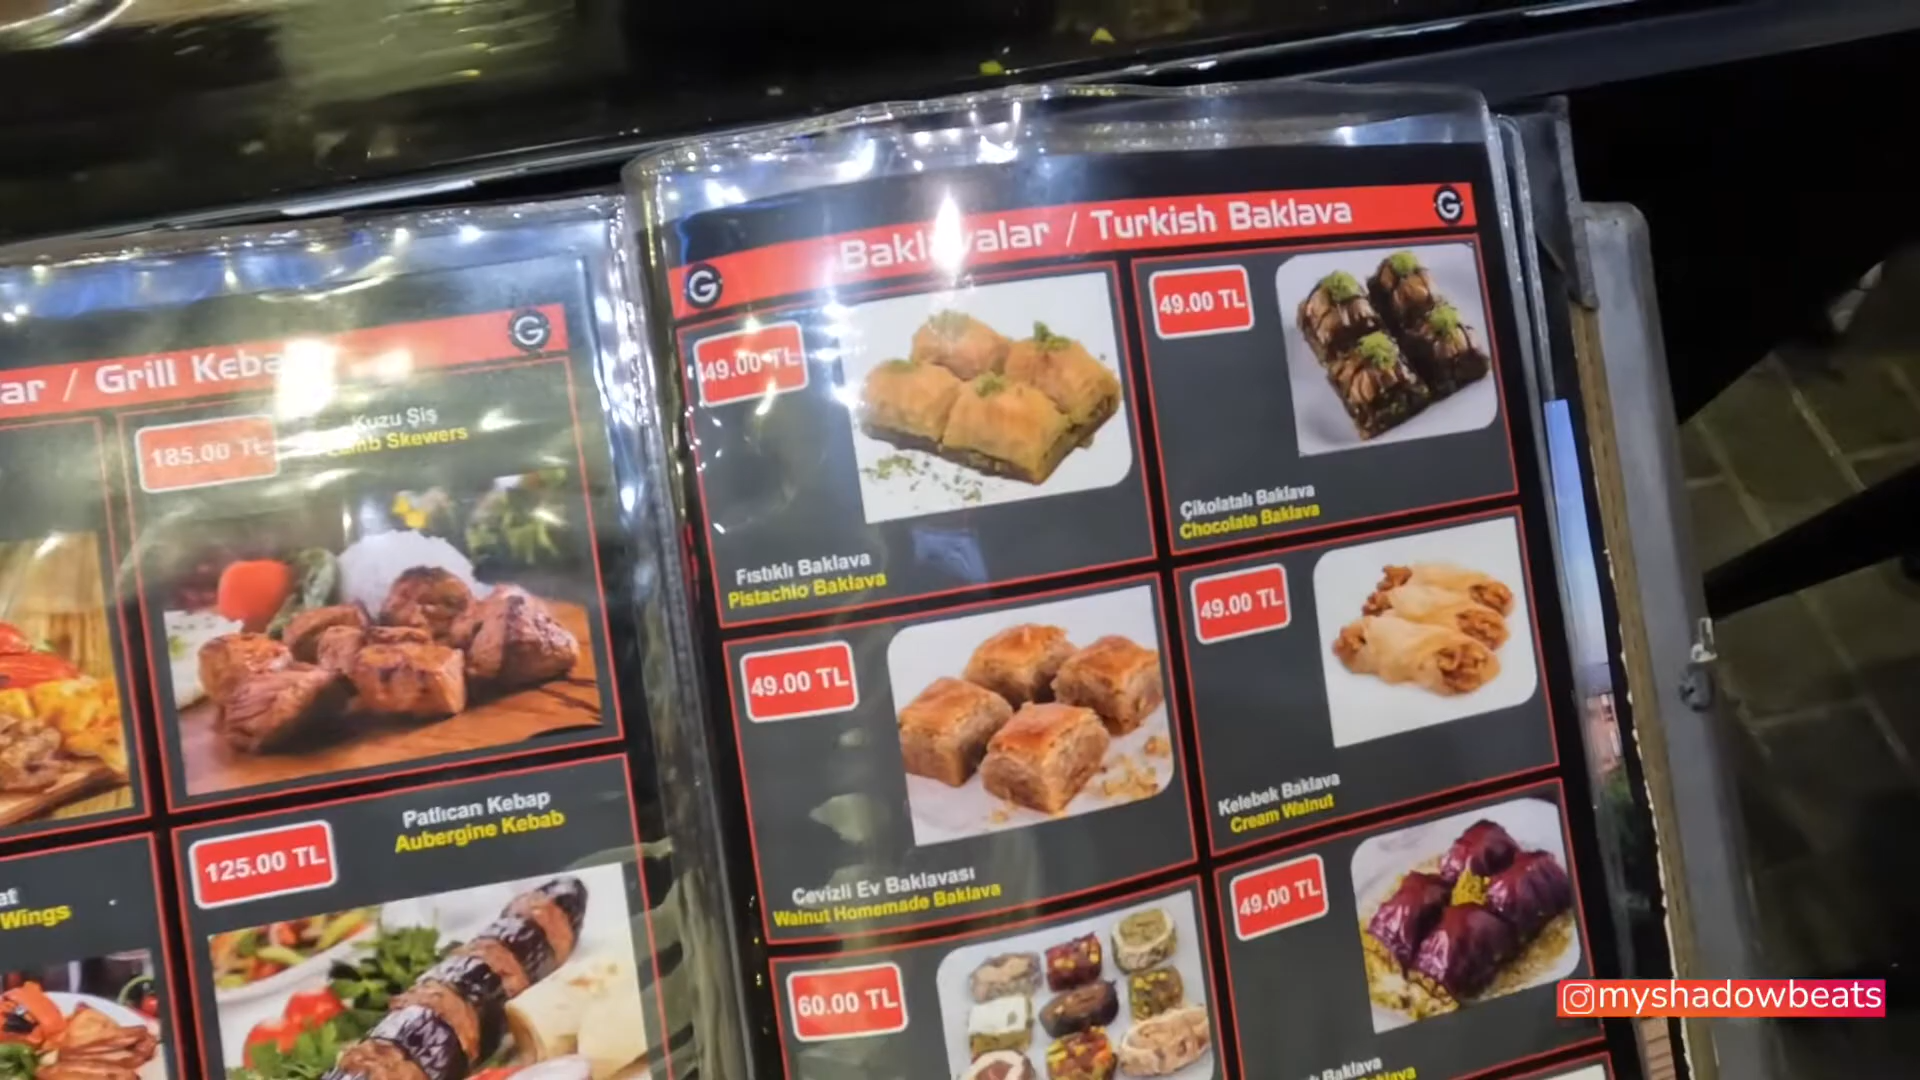 ar / Grill Keba
G
185.00 TL
Kuzu Şiş
Lamb Skewers
125.00 TL
Patlıcan Kebap
Aubergine Kebab
Wings
Baklavalar / Turkish Baklava
G
G
49.00 TL
Fıstıklı Baklava
Pistachio Baklava
49.00 TL
Çikolatalı Baklava
Chocolate Baklava
49.00 TL
Cevizli Ev Baklavası
Walnut Homemade Baklava
49.00 TL
Kelebek Baklava
Cream Walnut
60.00 TL
49.00 TL
Baklava
myshadowbeats